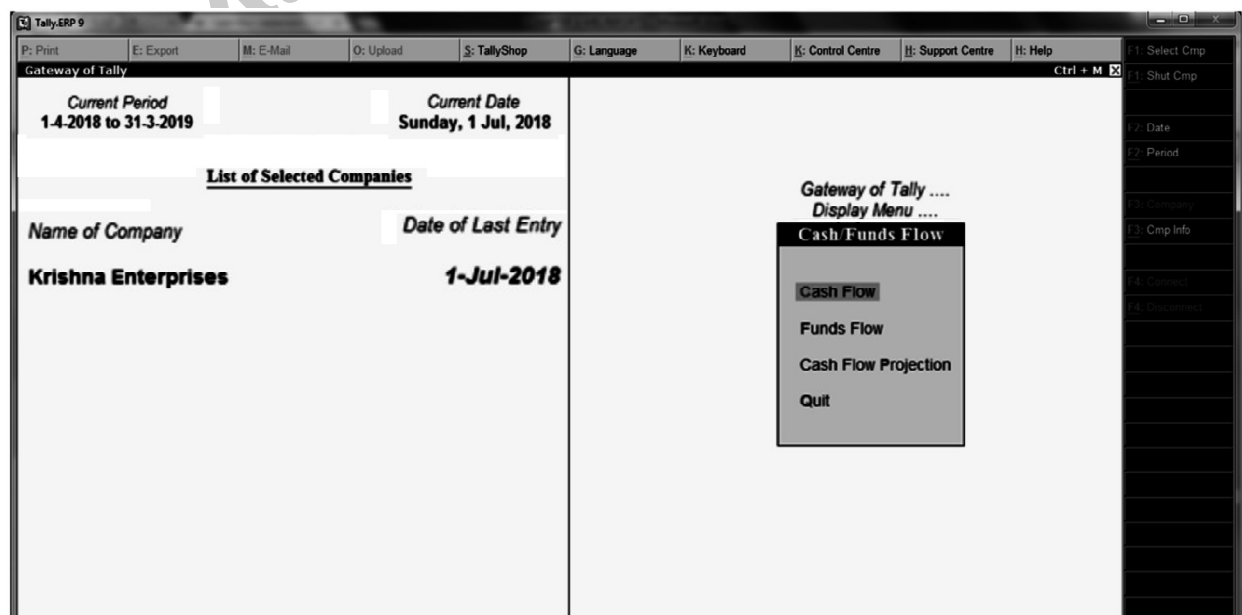 Tally.ERP 9
P: Print E: Export M: E-Mail O: Upload S: TallyShop G: Language K: Keyboard K: Control Centre H: Support Centre H: Help
Gateway of Tally Ctrl + M X
Current Period Current Date
1-4-2018 to 31-3-2019 Sunday, 1 Jul, 2018
List of Selected Companies
Name of Company Date of Last Entry
Krishna Enterprises 1-Jul-2018
Gateway of Tally ....
Display Menu ....
Cash/Funds Flow
Cash Flow
Funds Flow
Cash Flow Projection
Quit
F1: Select Cmp
F1: Shut Cmp
F2: Date
F2: Period
F3: Company
F3: Cmp Info
F4: Connect
F4: Disconnect